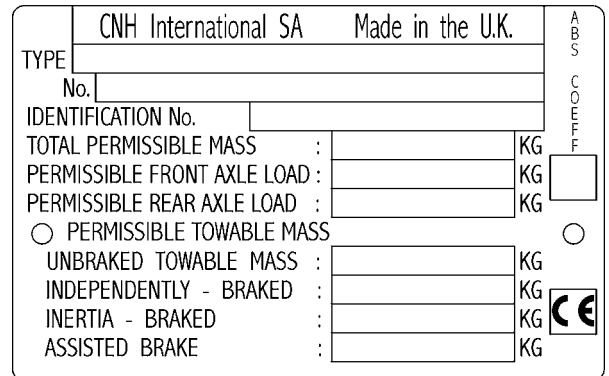 CNH International SA Made in the U.K.
TYPE
No.
IDENTIFICATION No.
TOTAL PERMISSIBLE MASS : KG
PERMISSIBLE FRONT AXLE LOAD : KG
PERMISSIBLE REAR AXLE LOAD : KG
PERMISSIBLE TOWABLE MASS
UNBRAKED TOWABLE MASS : KG
INDEPENDENTLY - BRAKED : KG
INERTIA - BRAKED : KG
ASSISTED BRAKE : KG
ABS COEFF
CE